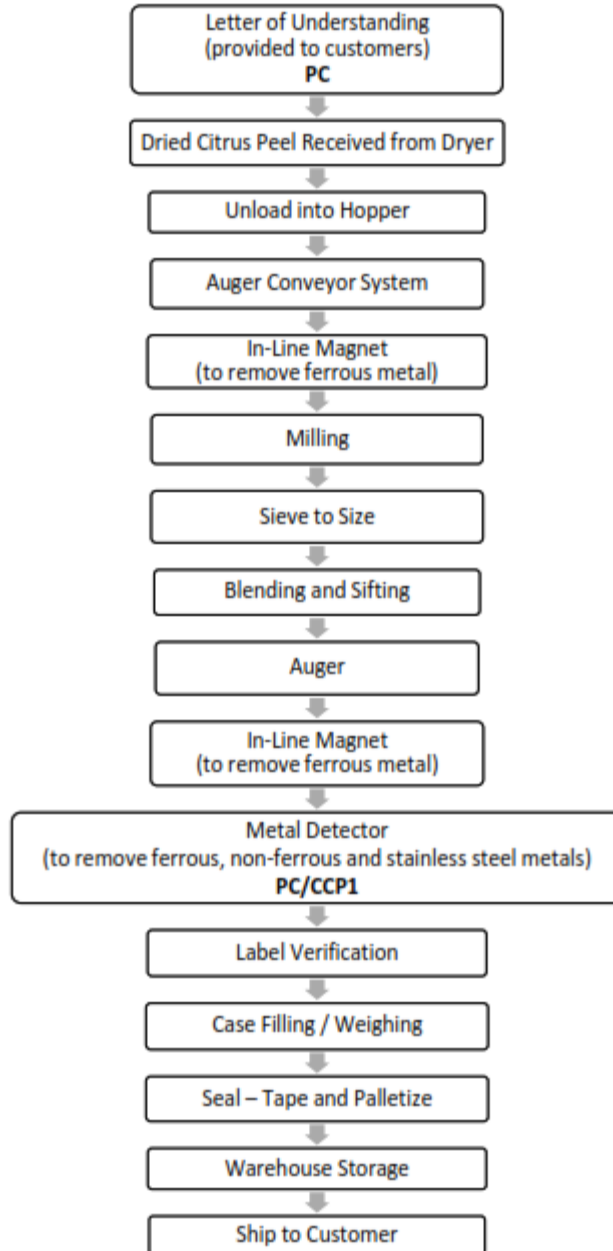 Letter of Understanding
(provided to customers)
PC
Dried Citrus Peel Received from Dryer
Unload into Hopper
Auger Conveyor System
In-Line Magnet
(to remove ferrous metal)
Milling
Sieve to Size
Blending and Sifting
Auger
In-Line Magnet
(to remove ferrous metal)
Metal Detector
(to remove ferrous, non-ferrous and stainless steel metals)
PC/CCP1
Label Verification
Case Filling / Weighing
Seal – Tape and Palletize
Warehouse Storage
Ship to Customer